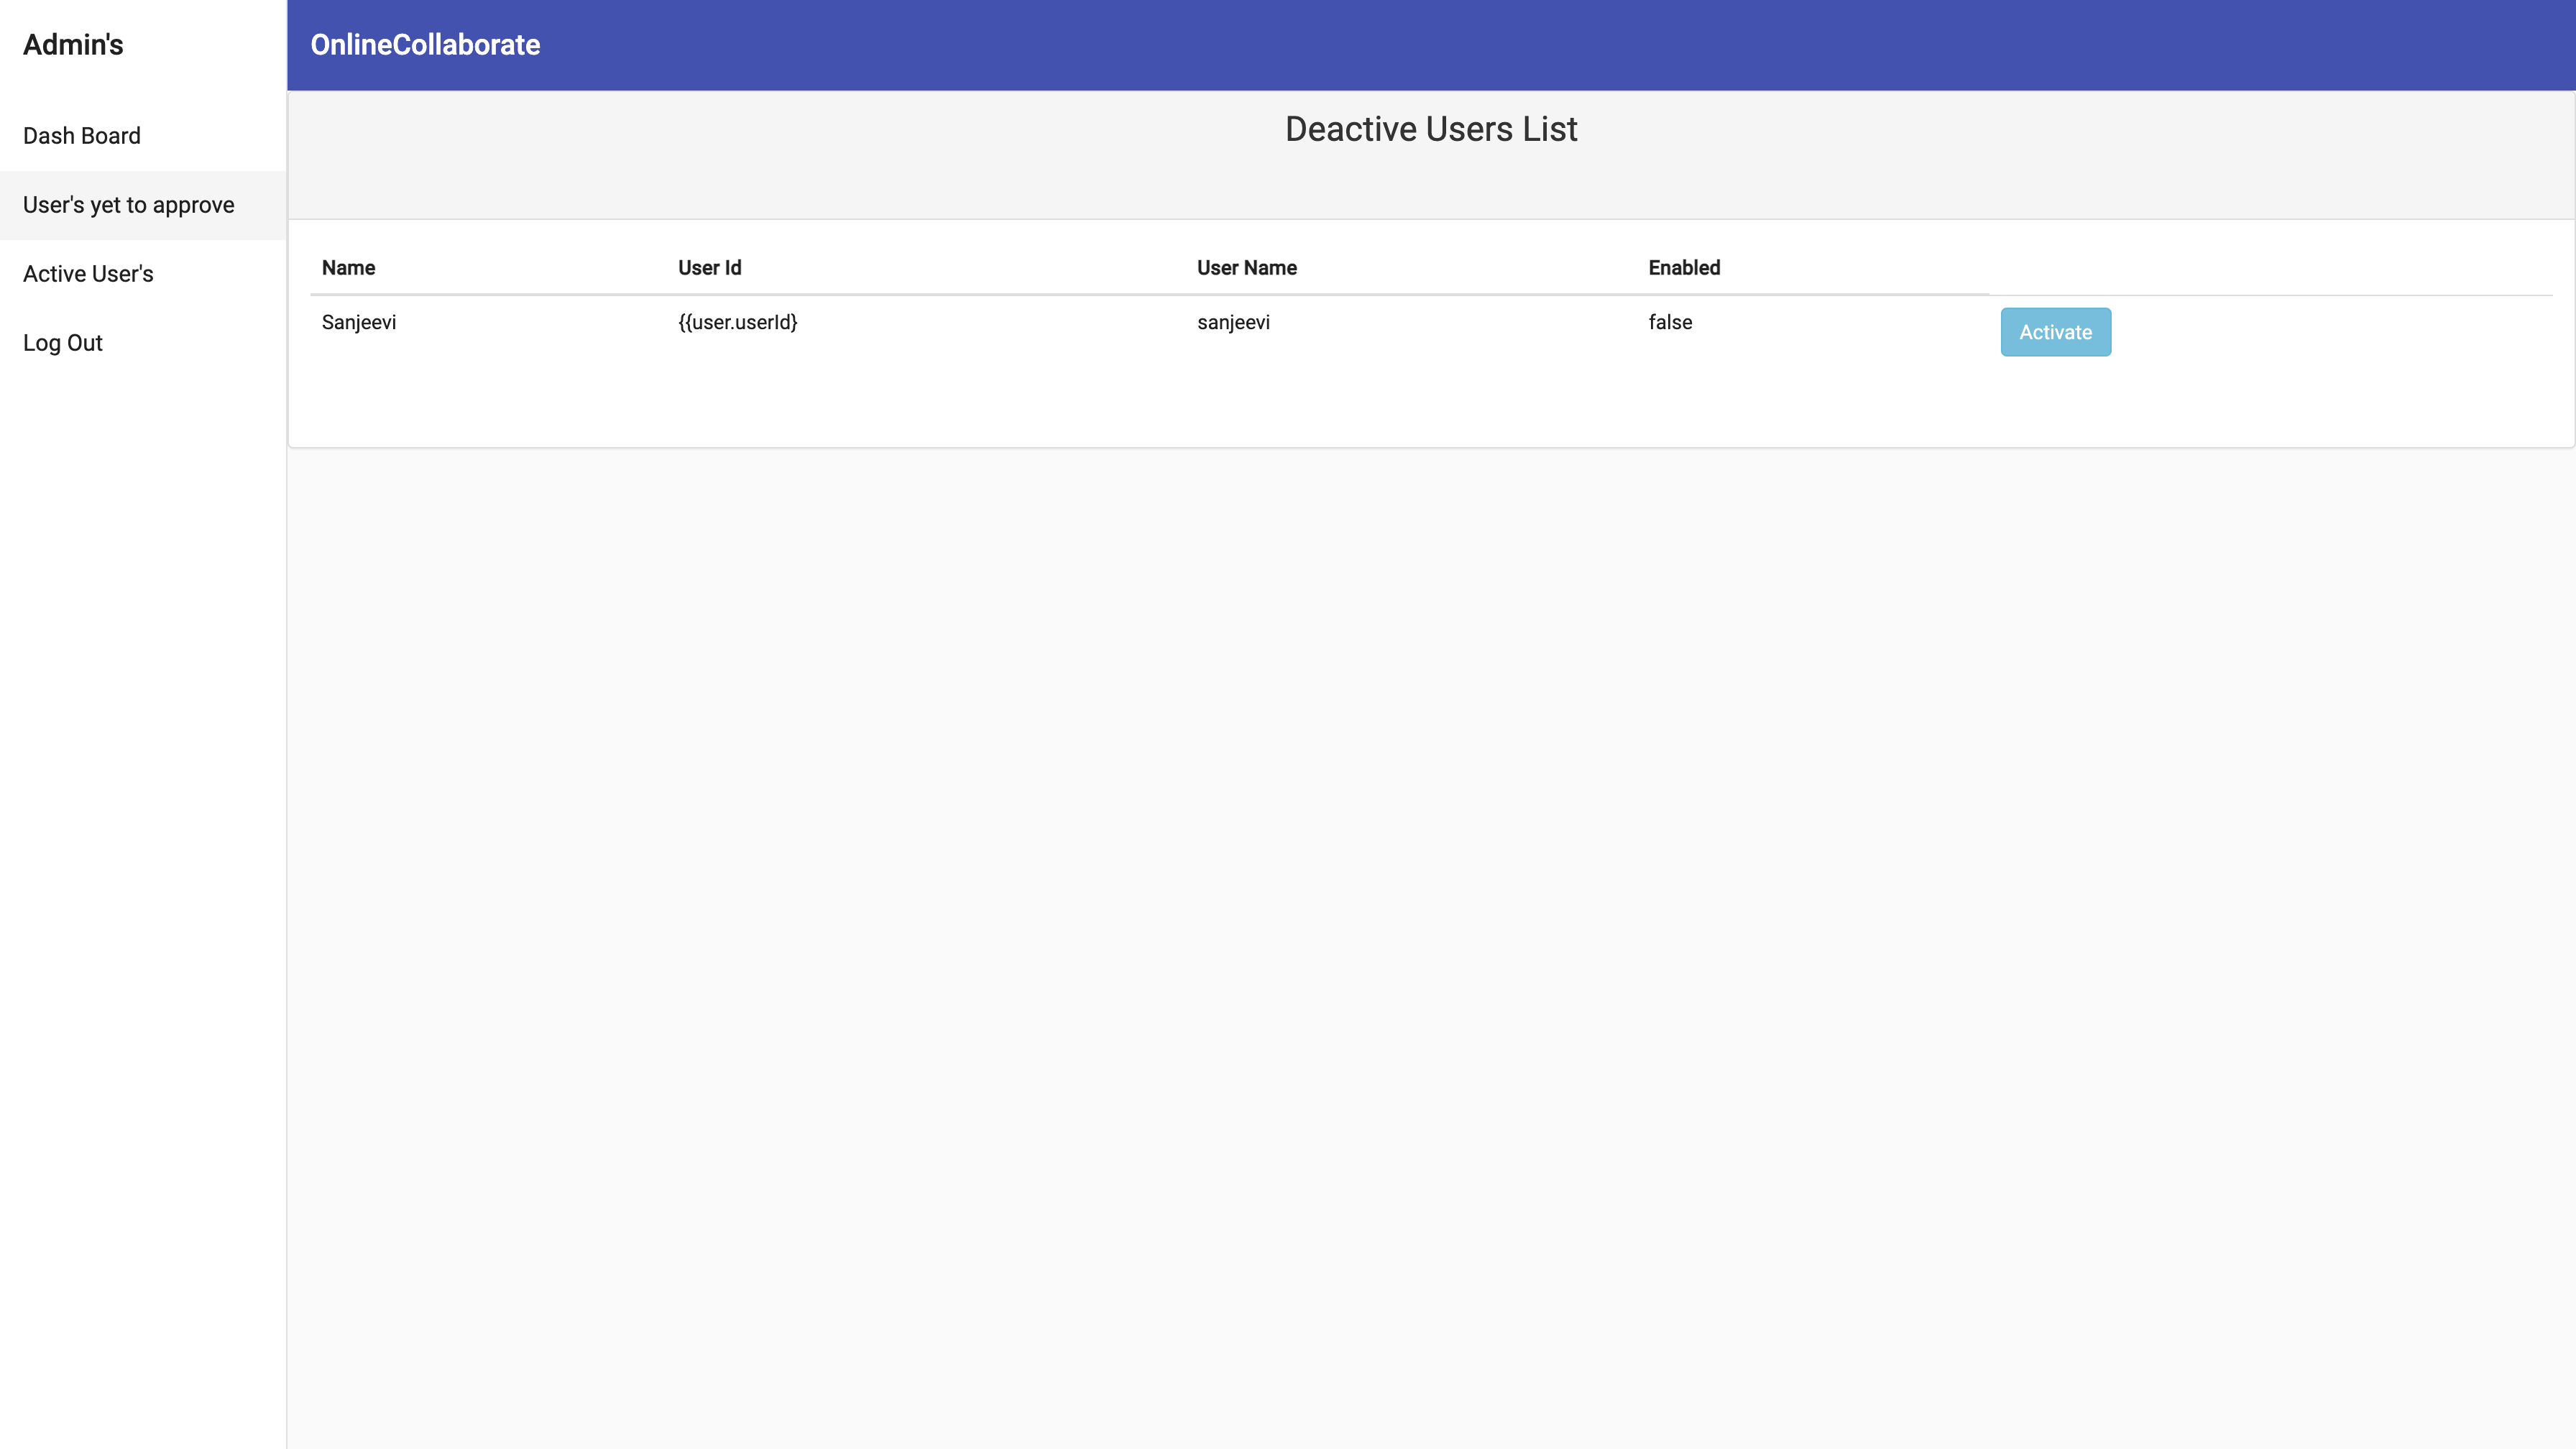 Admin's
OnlineCollaborate
Dash Board
User's yet to approve
Active User's
Log Out
Deactive Users List
Name User Id User Name Enabled
Sanjeevi {{user.userId} sanjeevi false Activate